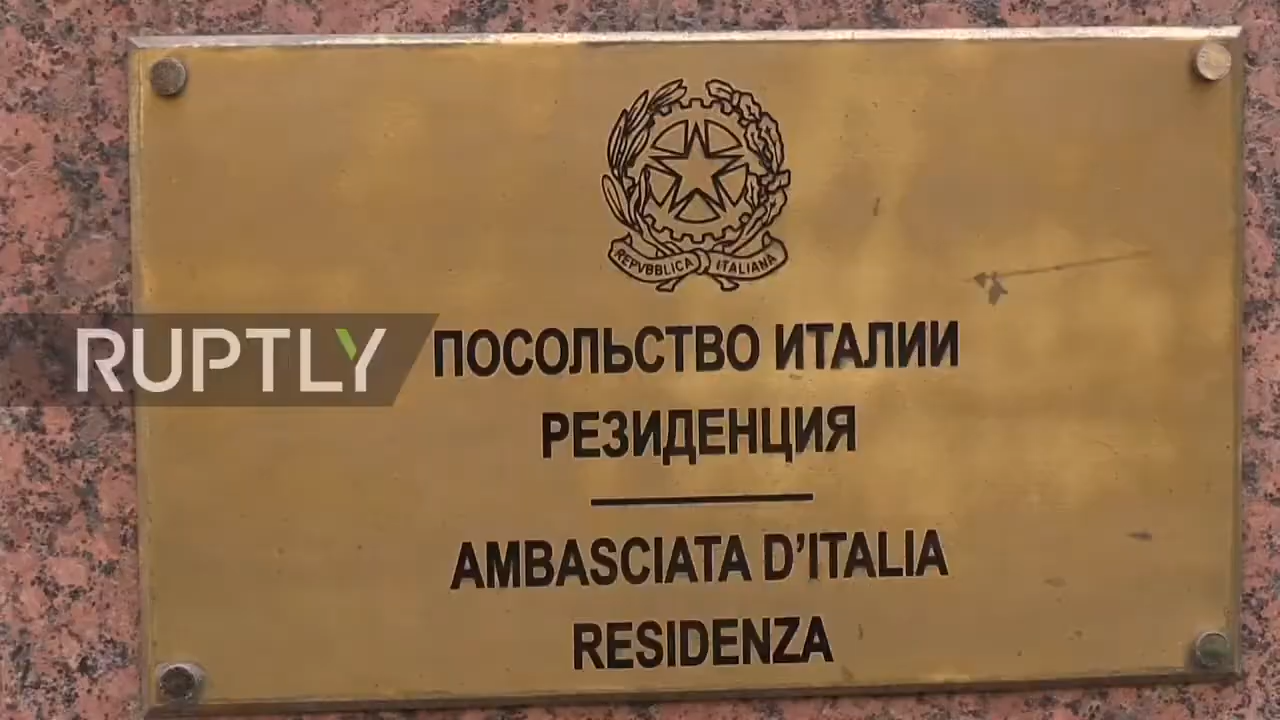 REPVBBLICA ITALIANA
RUPTLY
ПОСОЛЬСТВО ИТАЛИИ
РЕЗИДЕНЦИЯ
AMBASCIATA D'ITALIA
RESIDENZA